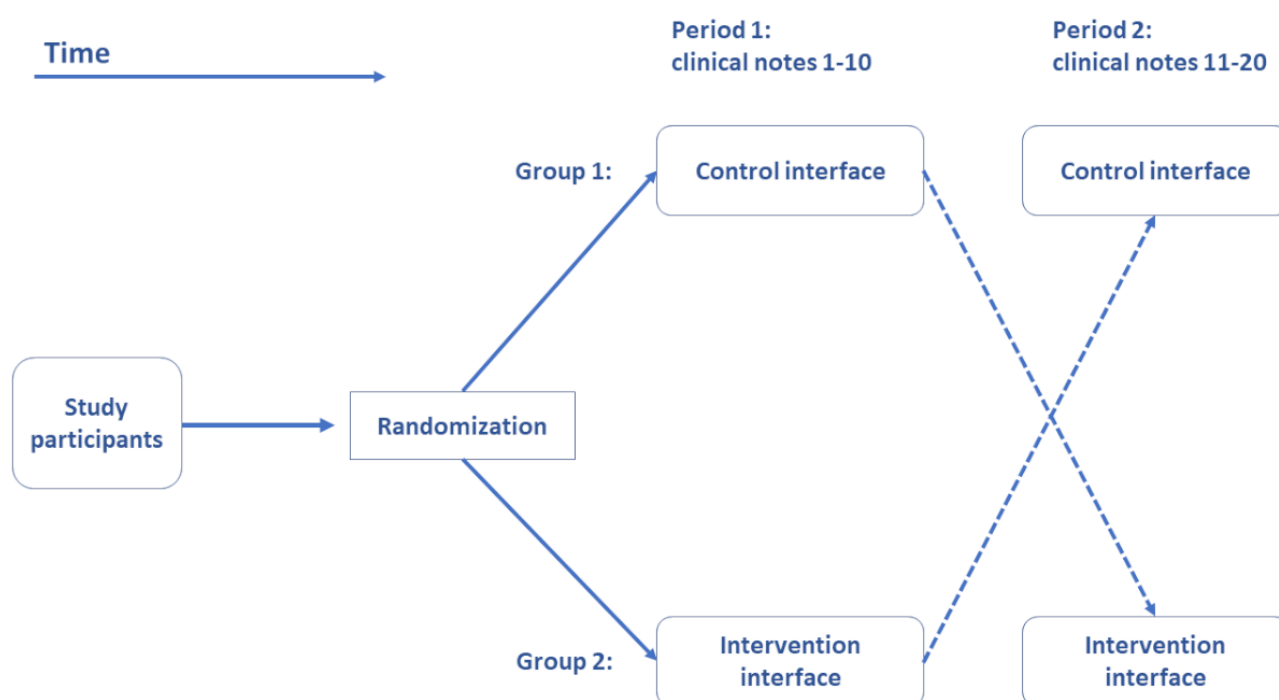 Time
Period 1:
clinical notes 1-10
Period 2:
clinical notes 11-20
Group 1:
Control interface
Control interface
Study
participants
Randomization
Group 2:
Intervention
interface
Intervention
interface